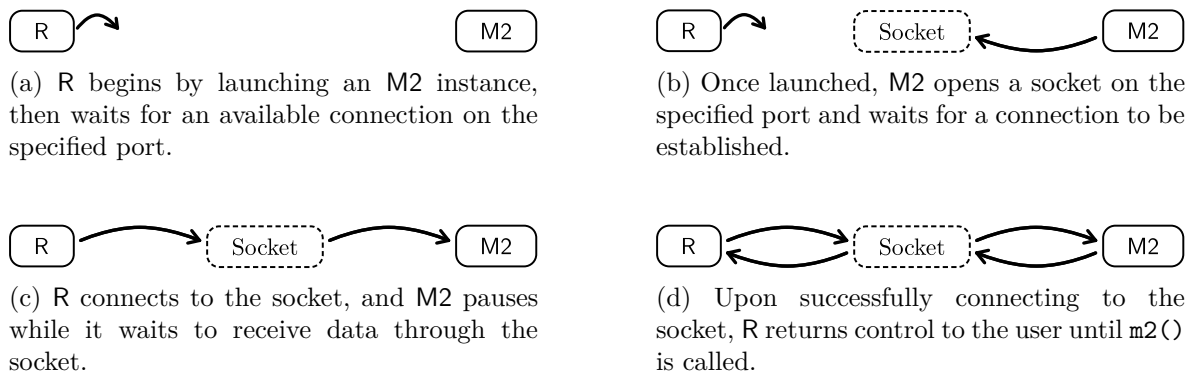 R
M2
(a) R begins by launching an M2 instance,
then waits for an available connection on the
specified port.
R
Socket
M2
(b) Once launched, M2 opens a socket on the
specified port and waits for a connection to be
established.
R
Socket
M2
(c) R connects to the socket, and M2 pauses
while it waits to receive data through the
socket.
R
Socket
M2
(d) Upon successfully connecting to the
socket, R returns control to the user until m2()
is called.